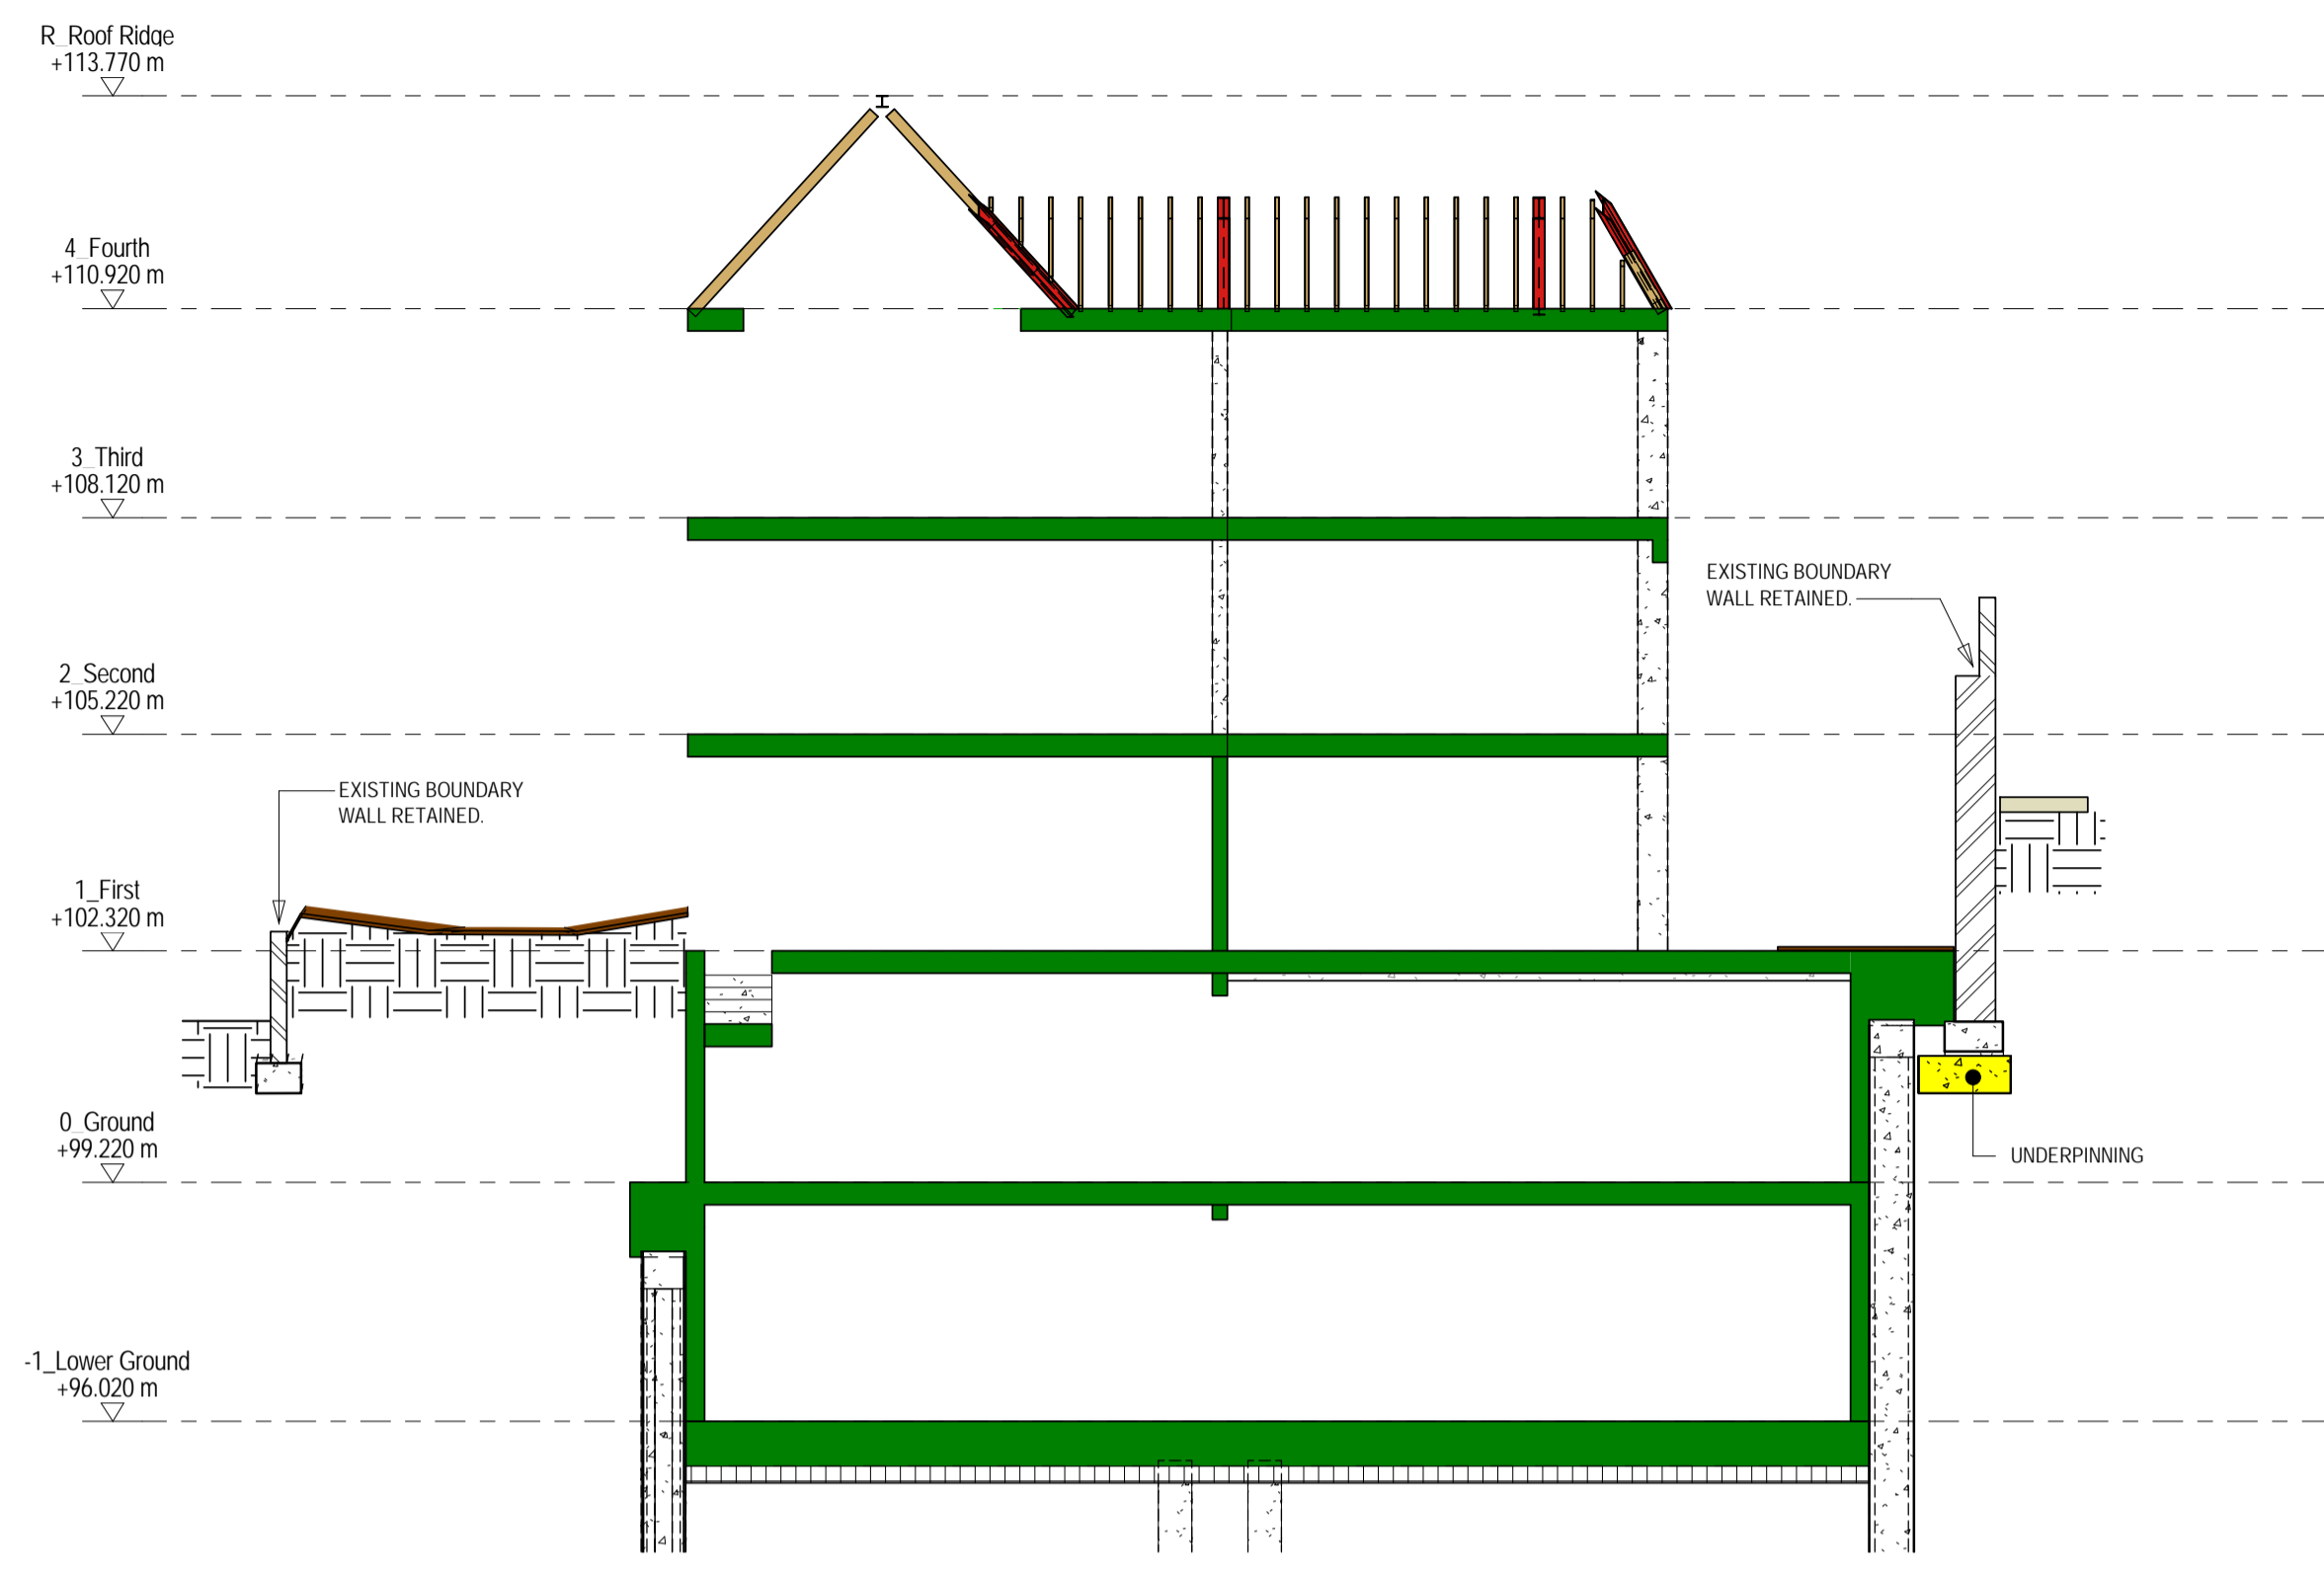 R_Roof Ridge
+113.770 m
4_Fourth
+110.920 m
3_Third
+108.120 m
EXISTING BOUNDARY
WALL RETAINED.
2_Second
+105.220 m
EXISTING BOUNDARY
WALL RETAINED.
1_First
+102.320 m
0_Ground
+99.220 m
UNDERPINNING
-1_Lower Ground
+96.020 m